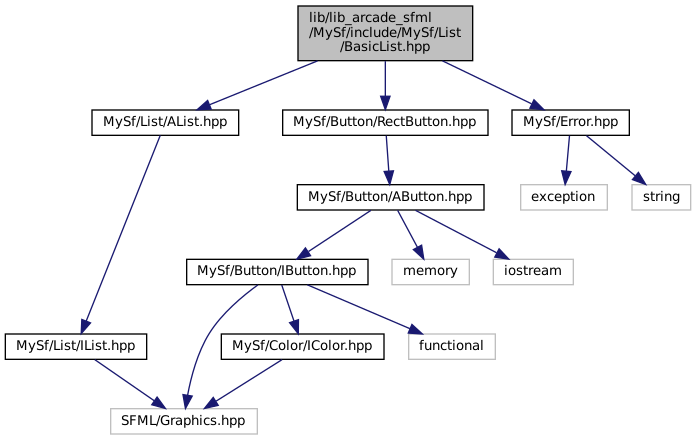 lib/lib_arcade_sfml
/MySf/include/MySf/List
/BasicList.hpp
MySf/List/AList.hpp
MySf/Button/RectButton.hpp
MySf/Error.hpp
MySf/Button/AButton.hpp
exception
string
MySf/Button/IButton.hpp
memory
iostream
MySf/List/IList.hpp
MySf/Color/IColor.hpp
functional
SFML/Graphics.hpp